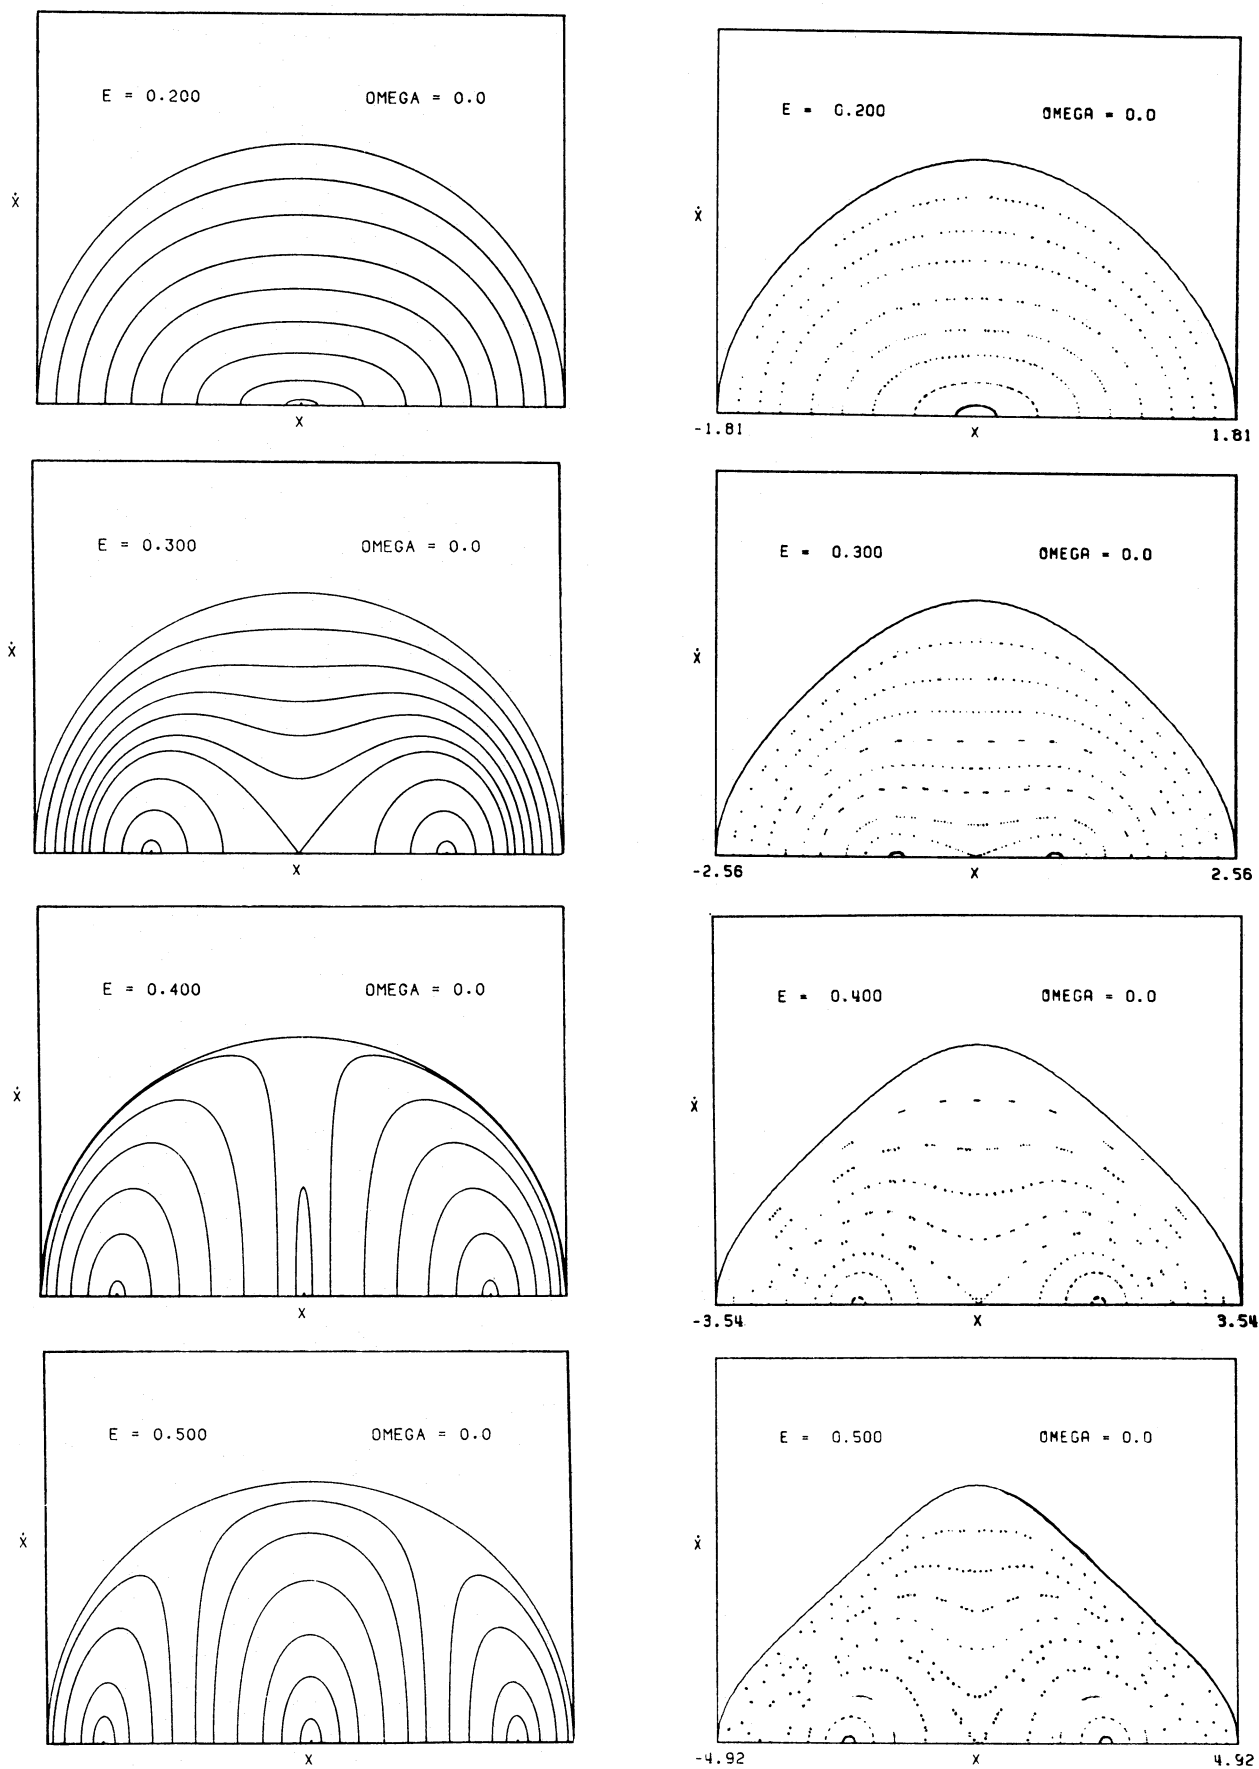 E = 0.200 OMEGA = 0.0
Ẋ
X
E = 0.200 OMEGA = 0.0
Ẋ
-1.81 X 1.81
E = 0.300 OMEGA = 0.0
Ẋ
X
E = 0.300 OMEGA = 0.0
Ẋ
-2.56 X 2.56
E = 0.400 OMEGA = 0.0
Ẋ
X
E = 0.400 OMEGA = 0.0
Ẋ
-3.54 X 3.54
E = 0.500 OMEGA = 0.0
Ẋ
X
E = 0.500 OMEGA = 0.0
Ẋ
-4.92 X 4.92